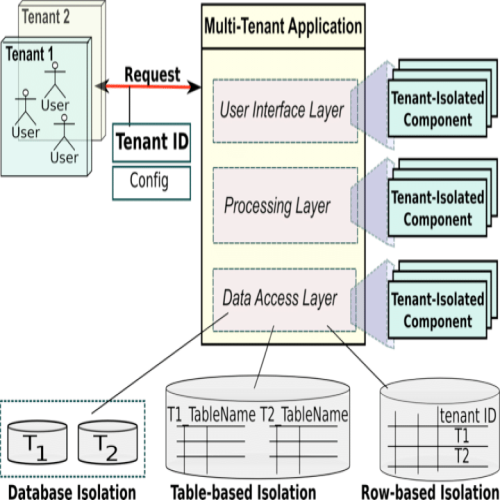 Tenant 2
Tenant 1
User
User
User
Request
Tenant ID
Config
Multi-Tenant Application
User Interface Layer
Processing Layer
Data Access Layer
Tenant-Isolated
Component
Tenant-Isolated
Component
Tenant-Isolated
Component
T1
T2
Database Isolation
T1_TableName T2_TableName
Table-based Isolation
tenant ID
T1
T2
Row-based Isolation